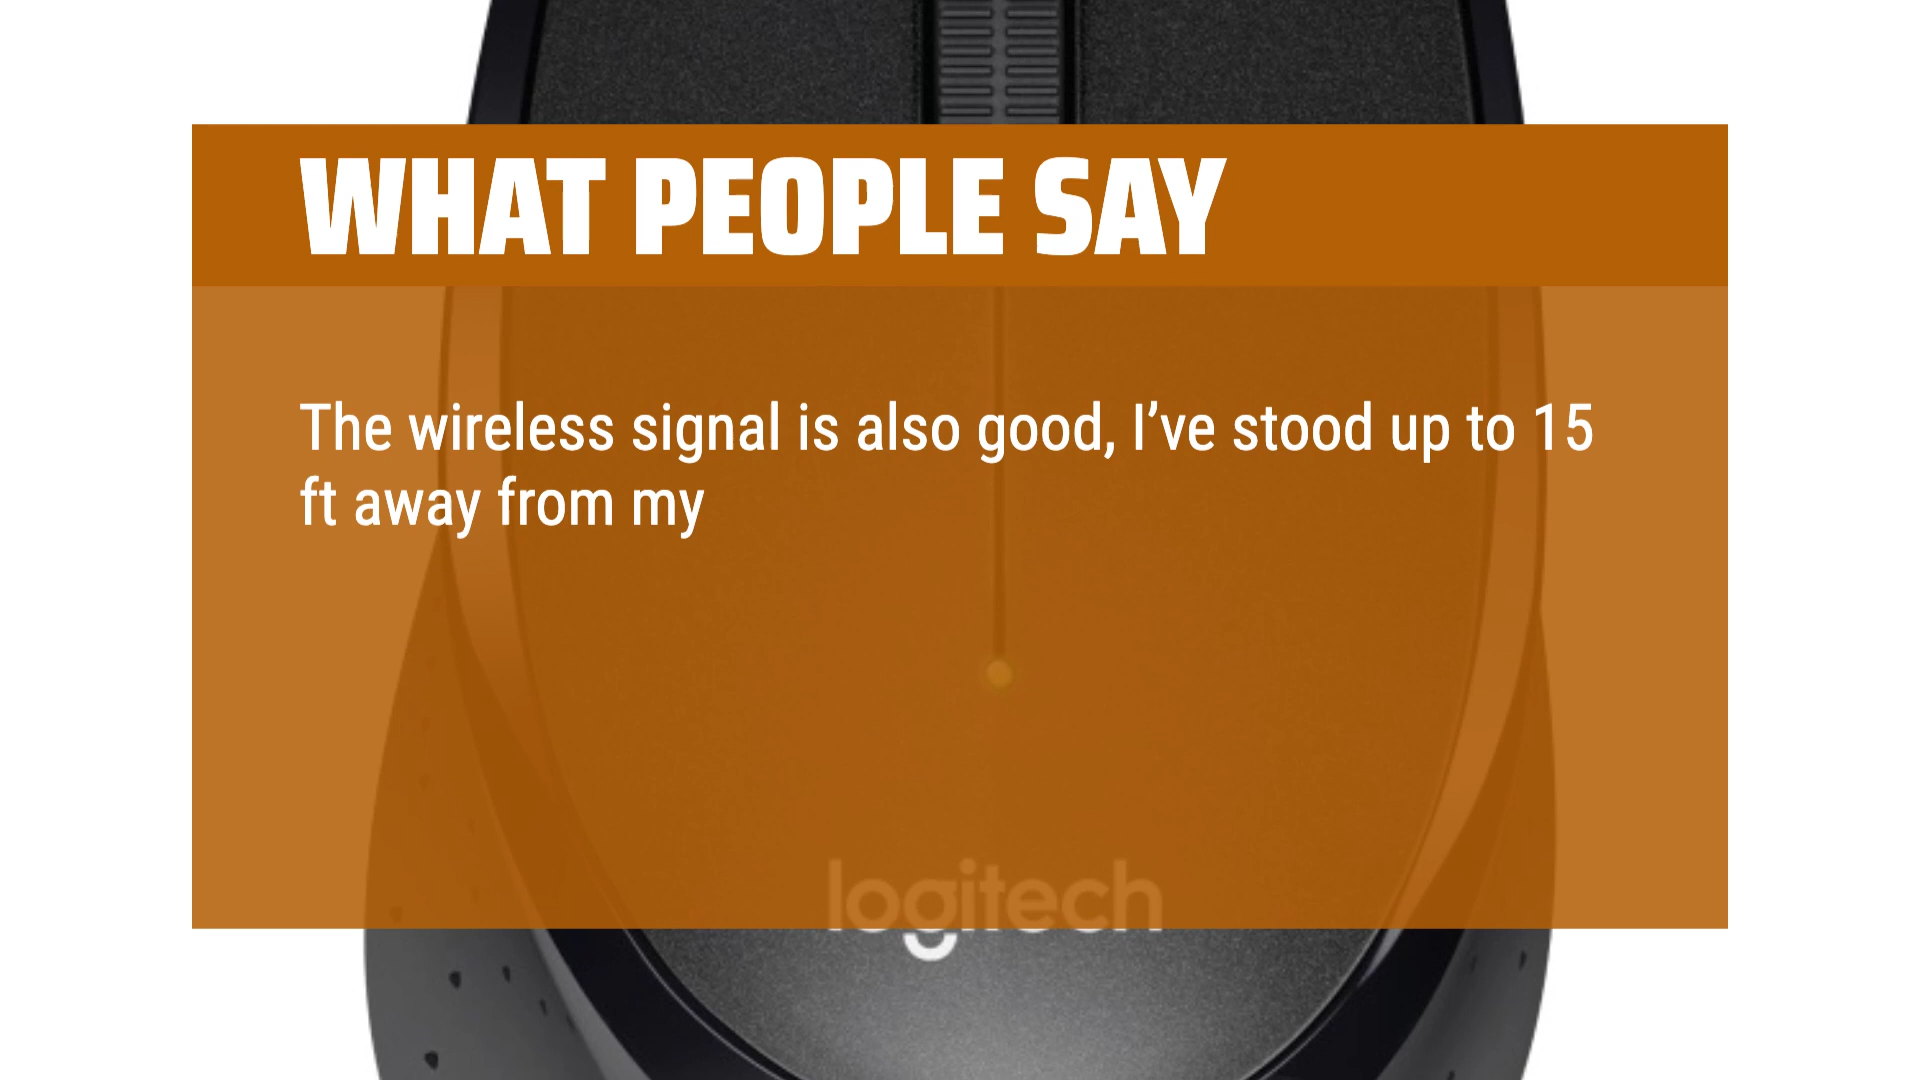 WHAT PEOPLE SAY
The wireless signal is also good, I’ve stood up to 15
ft away from my
logitech